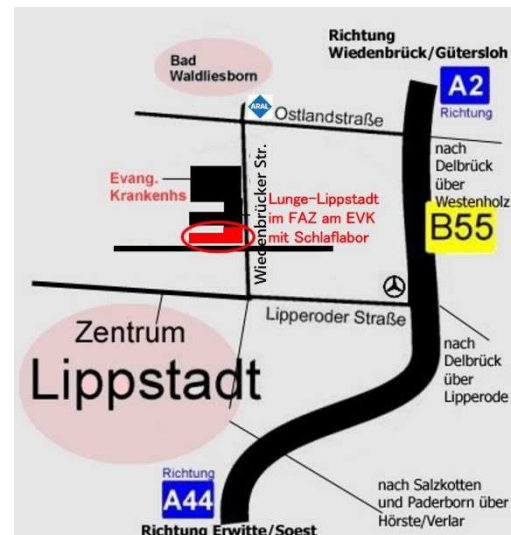 Richtung
Wiedenbrück/Gütersloh
A2
Richtung
Bad
Waldliesborn
ARAL
Ostlandstraße
nach
Delbrück
über
Westenholz
B55
Evang.
Krankenhs
Wiedenbrücker Str.
Lunge-Lippstadt
im FAZ am EVK
mit Schlaflabor
Lipperoder Straße
Zentrum
Lippstadt
nach
Delbrück
über
Lipperode
Richtung
A44
Richtung Erwitte/Soest
nach Salzkotten
und Paderborn über
Hörste/Verlar